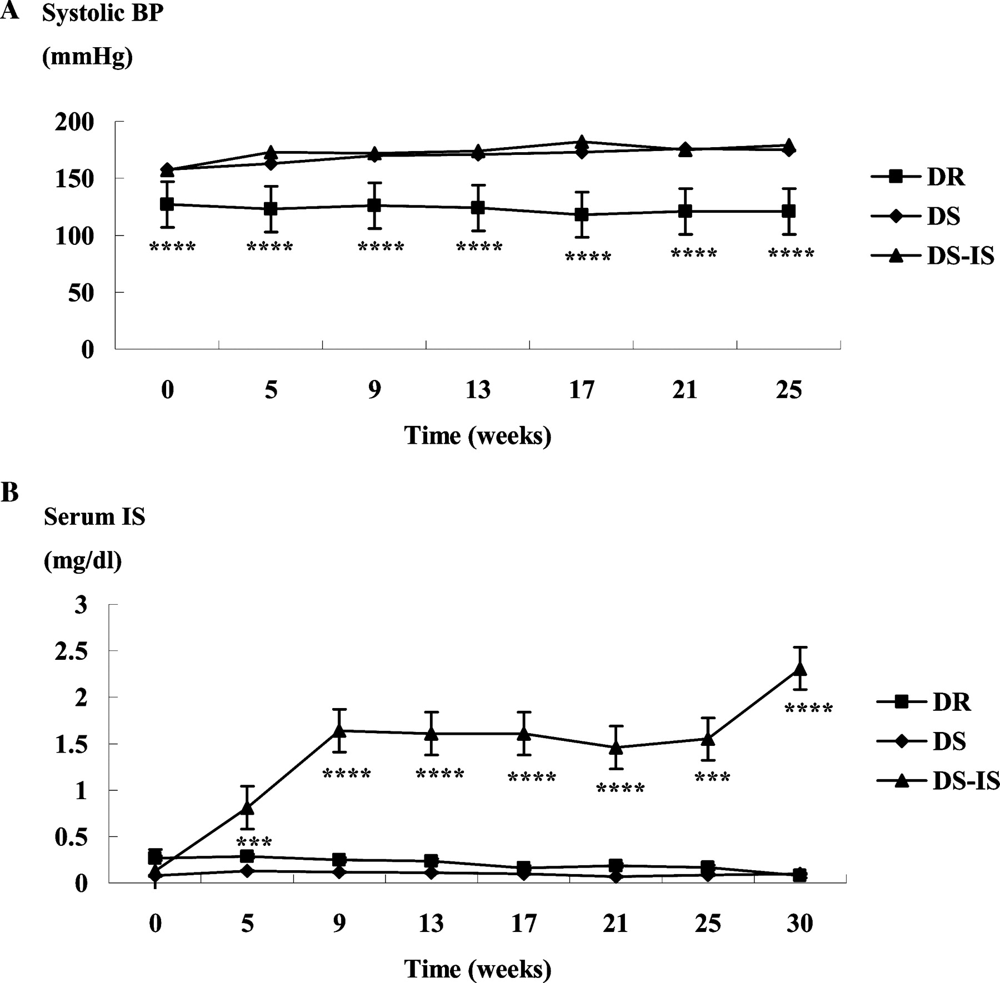 A Systolic BP
(mmHg)
200
150
100
50
0
**** **** **** **** **** **** ****
0 5 9 13 17 21 25
Time (weeks)
DR
DS
DS-IS
B
Serum IS
(mg/dl)
3
2.5
2
1.5
1
0.5
0
*** **** **** **** **** *** ****
0 5 9 13 17 21 25 30
Time (weeks)
DR
DS
DS-IS